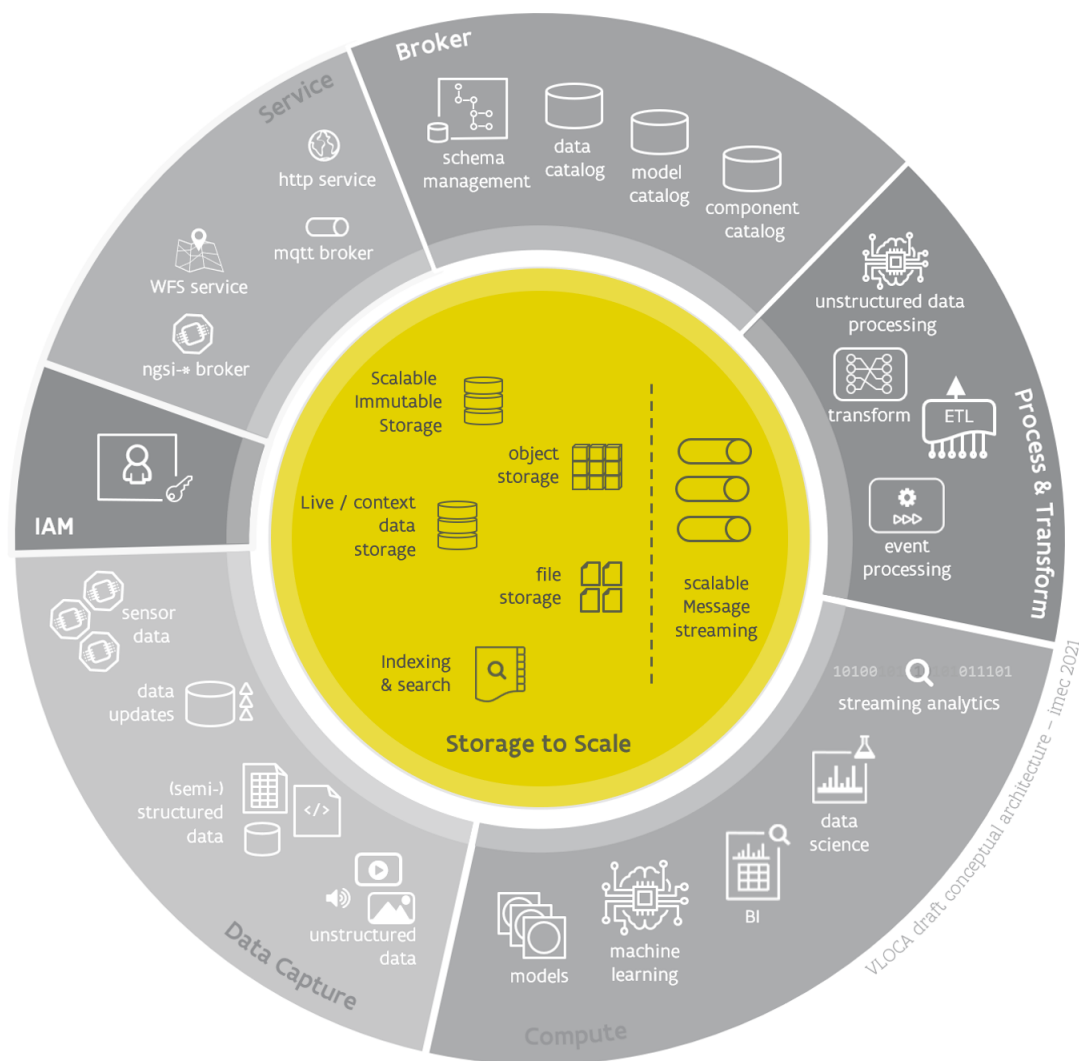 Broker
schema
management
data
catalog
model
catalog
component
catalog
Service
http service
mqtt broker
WFS service
ngsi-* broker
IAM
Process & Transform
unstructured data
processing
transform
ETL
event
processing
Scalable
Immutable
Storage
object
storage
Live / context
data
storage
file
storage
Indexing
& search
scalable
Message
streaming
Storage to Scale
sensor
data
data
updates
(semi-)
structured
data
</>
unstructured
data
Data Capture
10100
011101
streaming analytics
data
science
BI
machine
learning
models
Compute
VLOCA draft conceptual architecture – imec 2021